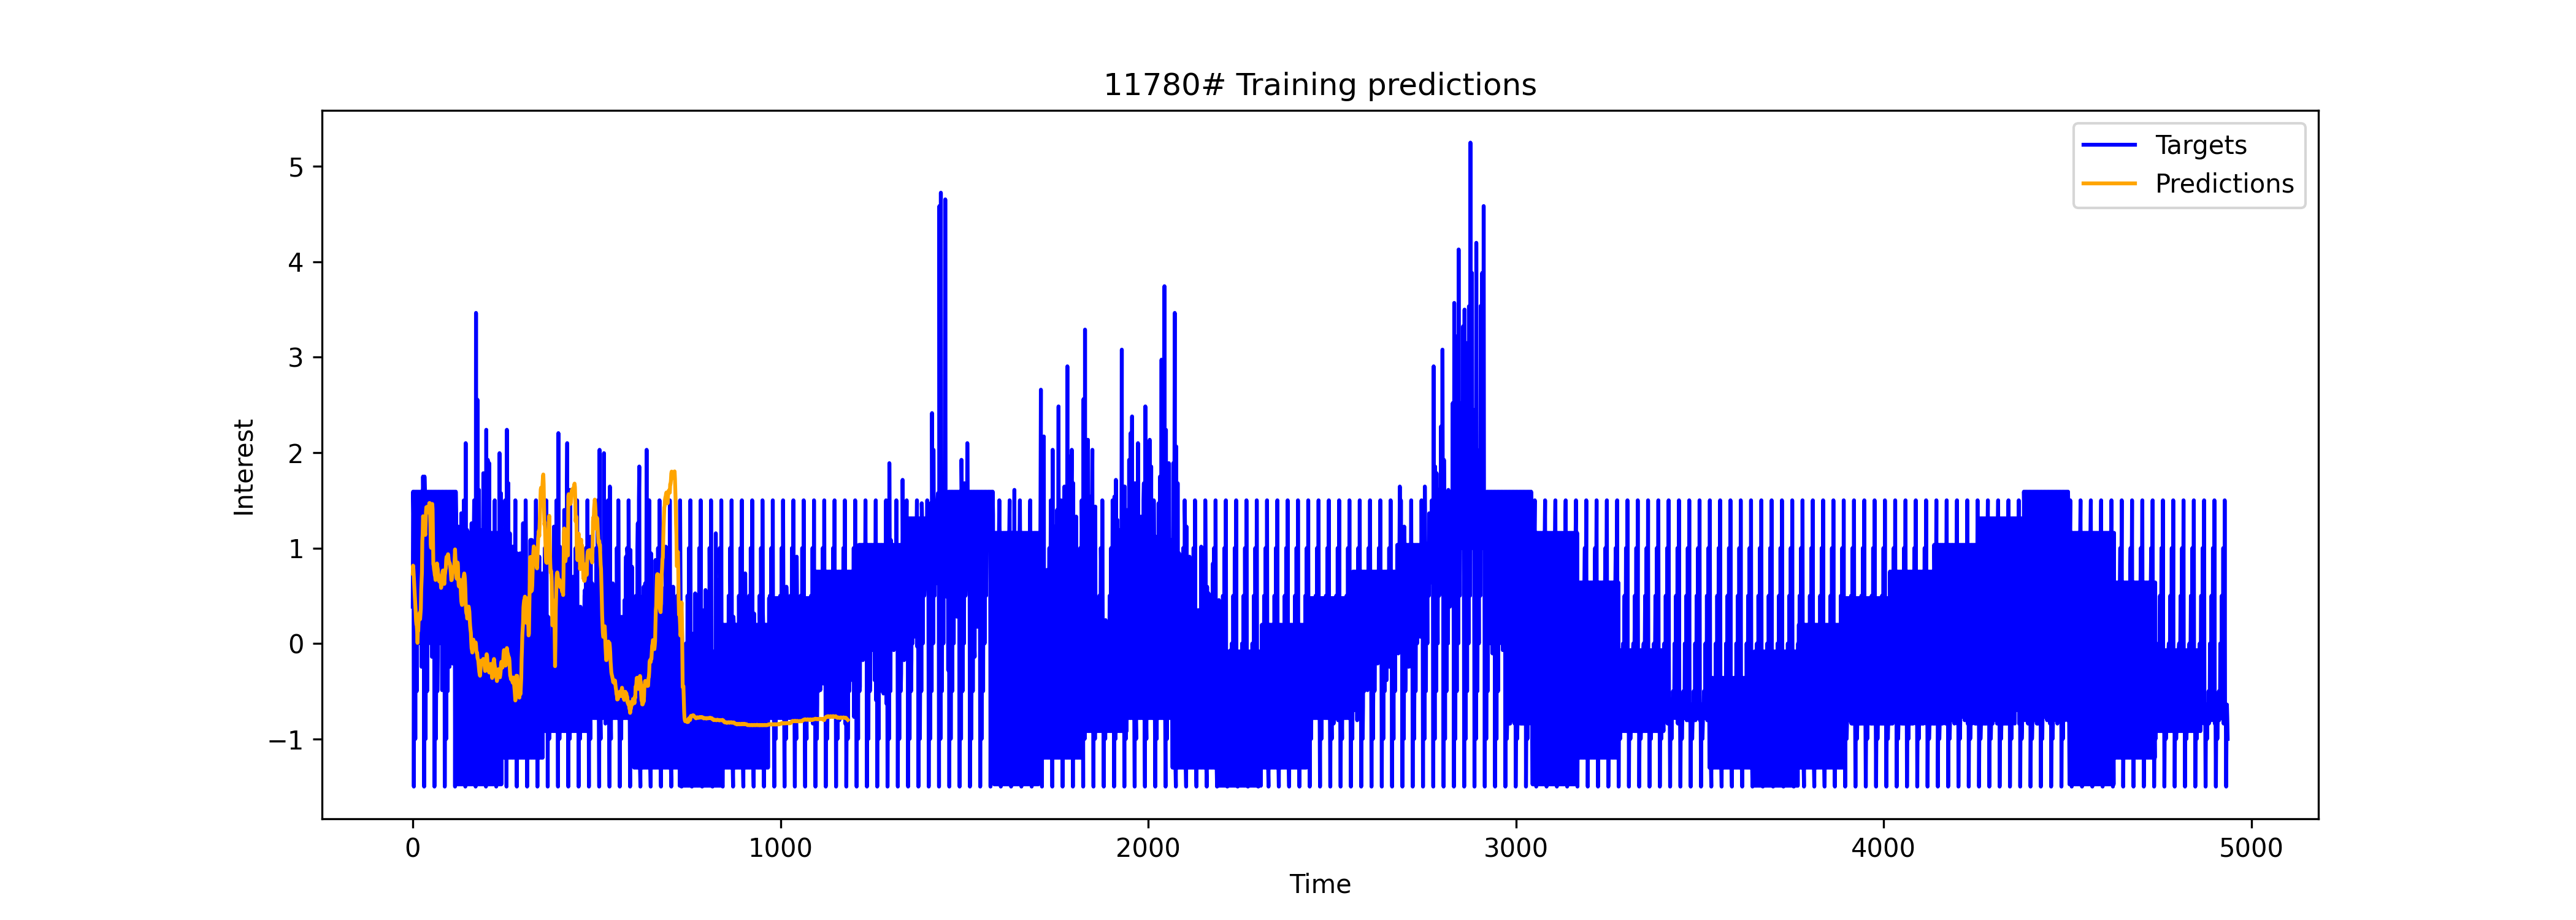 11780# Training predictions
Targets
Predictions
Interest
5
4
3
2
1
0
−1
0 1000 2000 3000 4000 5000
Time